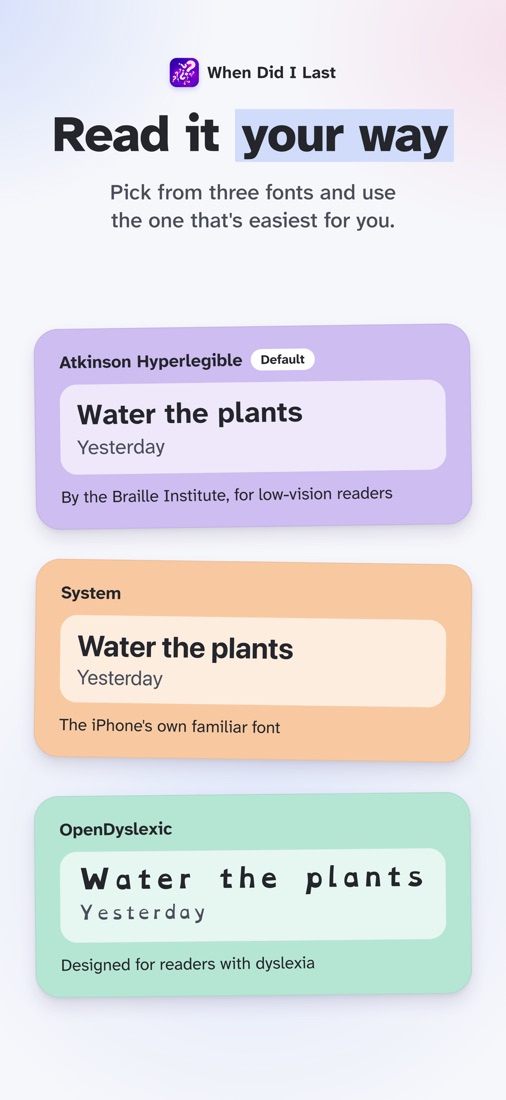 When Did I Last
Read it your way
Pick from three fonts and use
the one that's easiest for you.
Atkinson Hyperlegible Default
Water the plants
Yesterday
By the Braille Institute, for low-vision readers
System
Water the plants
Yesterday
The iPhone's own familiar font
OpenDyslexic
Water the plants
Yesterday
Designed for readers with dyslexia